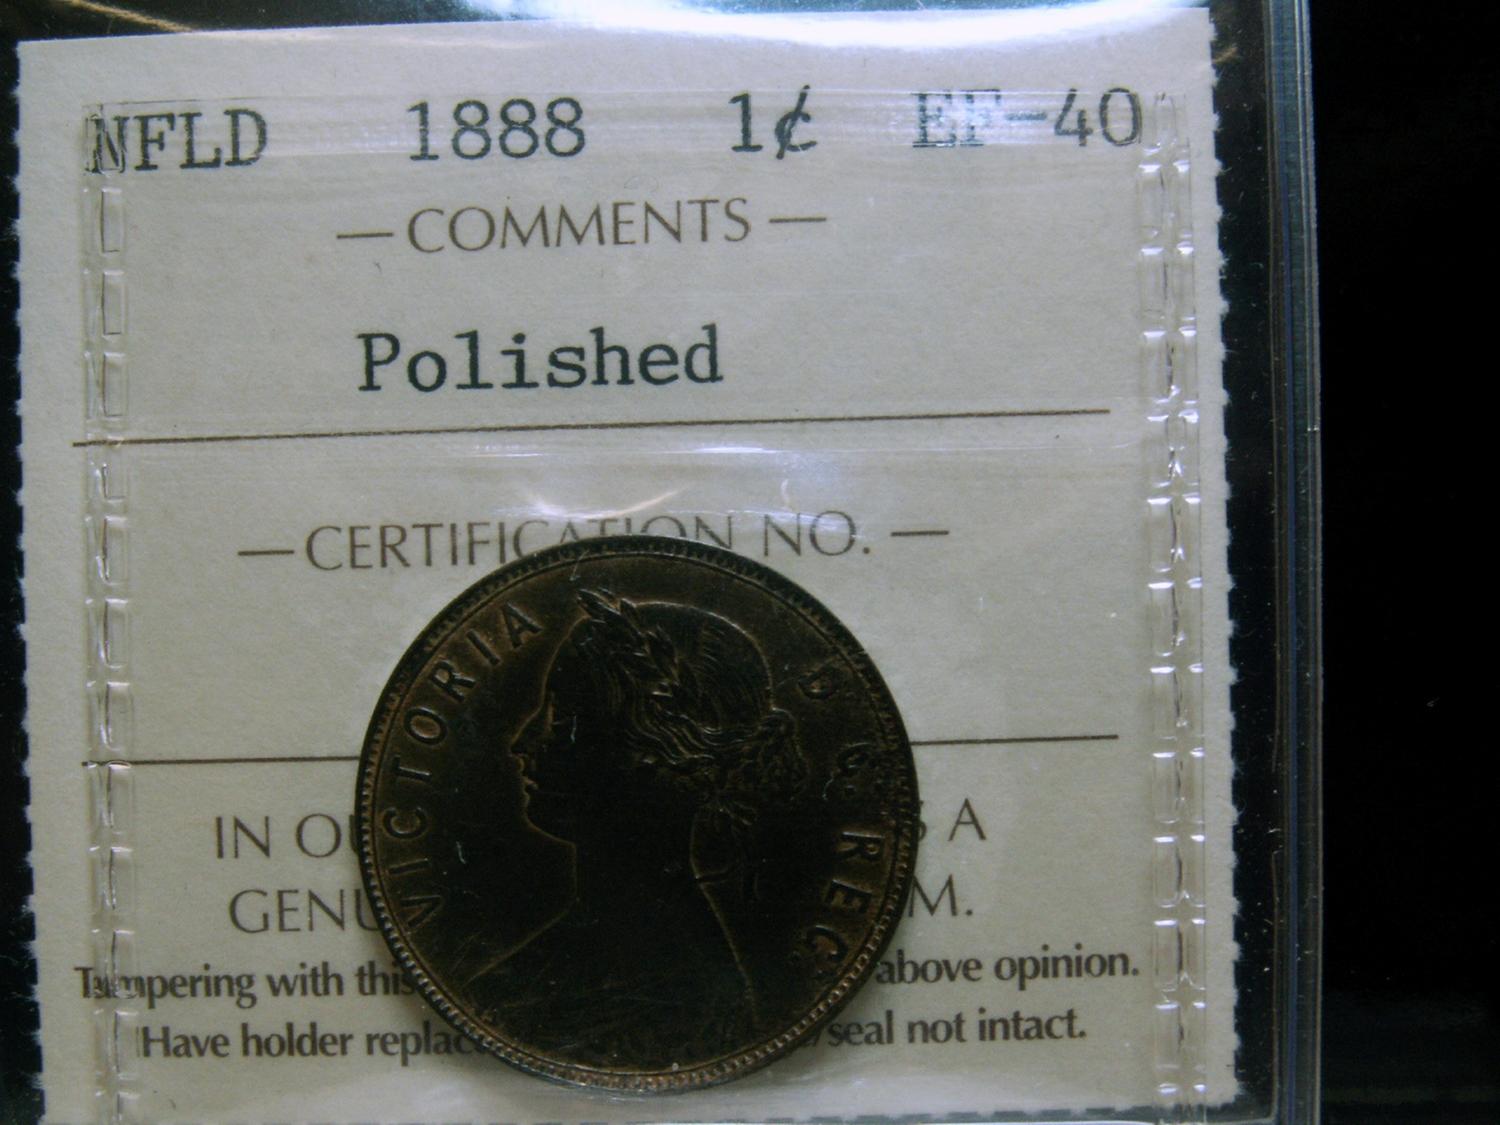 NFLD 1888 1¢ EF-40
— COMMENTS —
Polished
— CERTIFICATION NO. —
VICTORIA D: G: REG:
IN OU S A
GENU M.
Tampering with this above opinion.
Have holder replac /seal not intact.